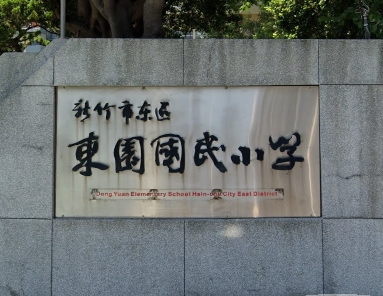 新竹市东区
東園國民小学
Dong Yuan Elementary School Hsin-chu City East District